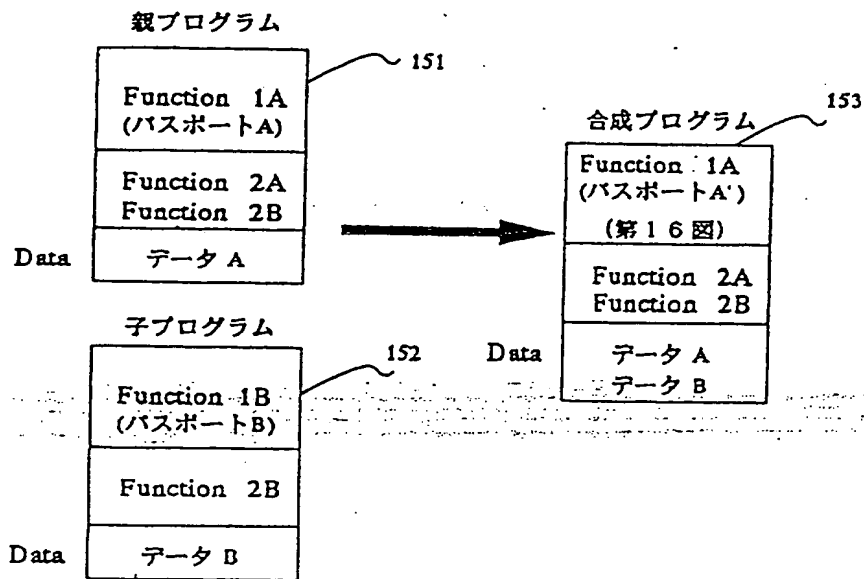 親プログラム
151
Function 1A
(パスポートA)
Function 2A
Function 2B
Data
データ A
子プログラム
152
Function 1B
(パスポートB)
Function 2B
Data
データ B
153
合成プログラム
Function 1A
(パスポートA')
(第16図)
Function 2A
Function 2B
Data
データ A
データ B